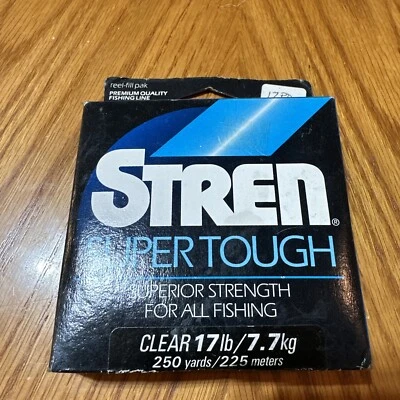 reel-fill pak
PREMIUM QUALITY
FISHING LINE
STREN®
SUPER TOUGH
SUPERIOR STRENGTH
FOR ALL FISHING
CLEAR 17lb/7.7kg
250 yards/225 meters